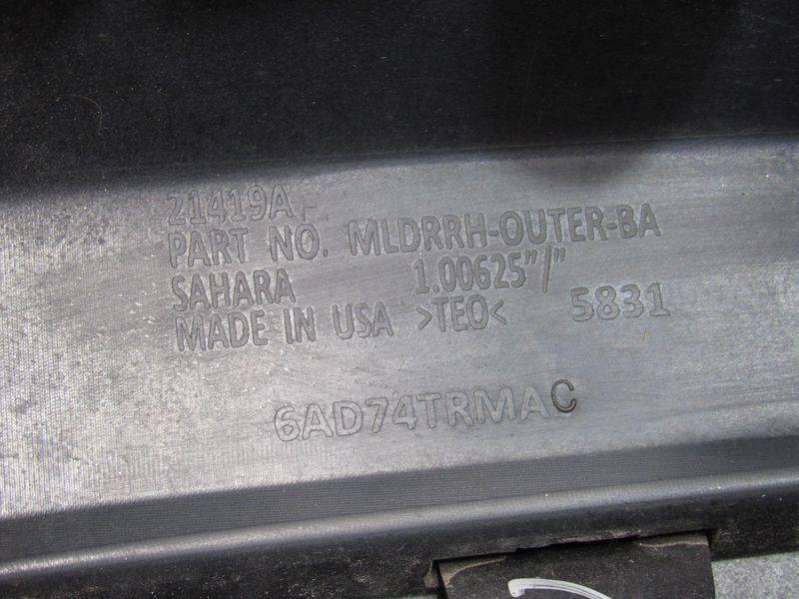 21419A-
PART NO. MLDRRH-OUTER-BA
SAHARA 1.00625"/"
MADE IN USA >TEO< 5831
6AD74TRMAC